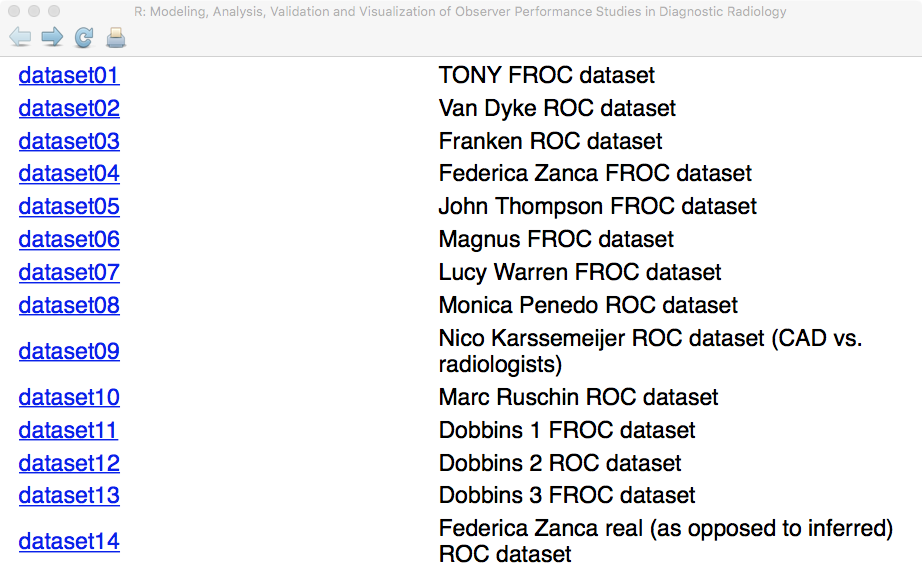 R: Modeling, Analysis, Validation and Visualization of Observer Performance Studies in Diagnostic Radiology
dataset01 TONY FROC dataset
dataset02 Van Dyke ROC dataset
dataset03 Franken ROC dataset
dataset04 Federica Zanca FROC dataset
dataset05 John Thompson FROC dataset
dataset06 Magnus FROC dataset
dataset07 Lucy Warren FROC dataset
dataset08 Monica Penedo ROC dataset
dataset09 Nico Karssemeijer ROC dataset (CAD vs.
radiologists)
dataset10 Marc Ruschin ROC dataset
dataset11 Dobbins 1 FROC dataset
dataset12 Dobbins 2 ROC dataset
dataset13 Dobbins 3 FROC dataset
dataset14 Federica Zanca real (as opposed to inferred)
ROC dataset